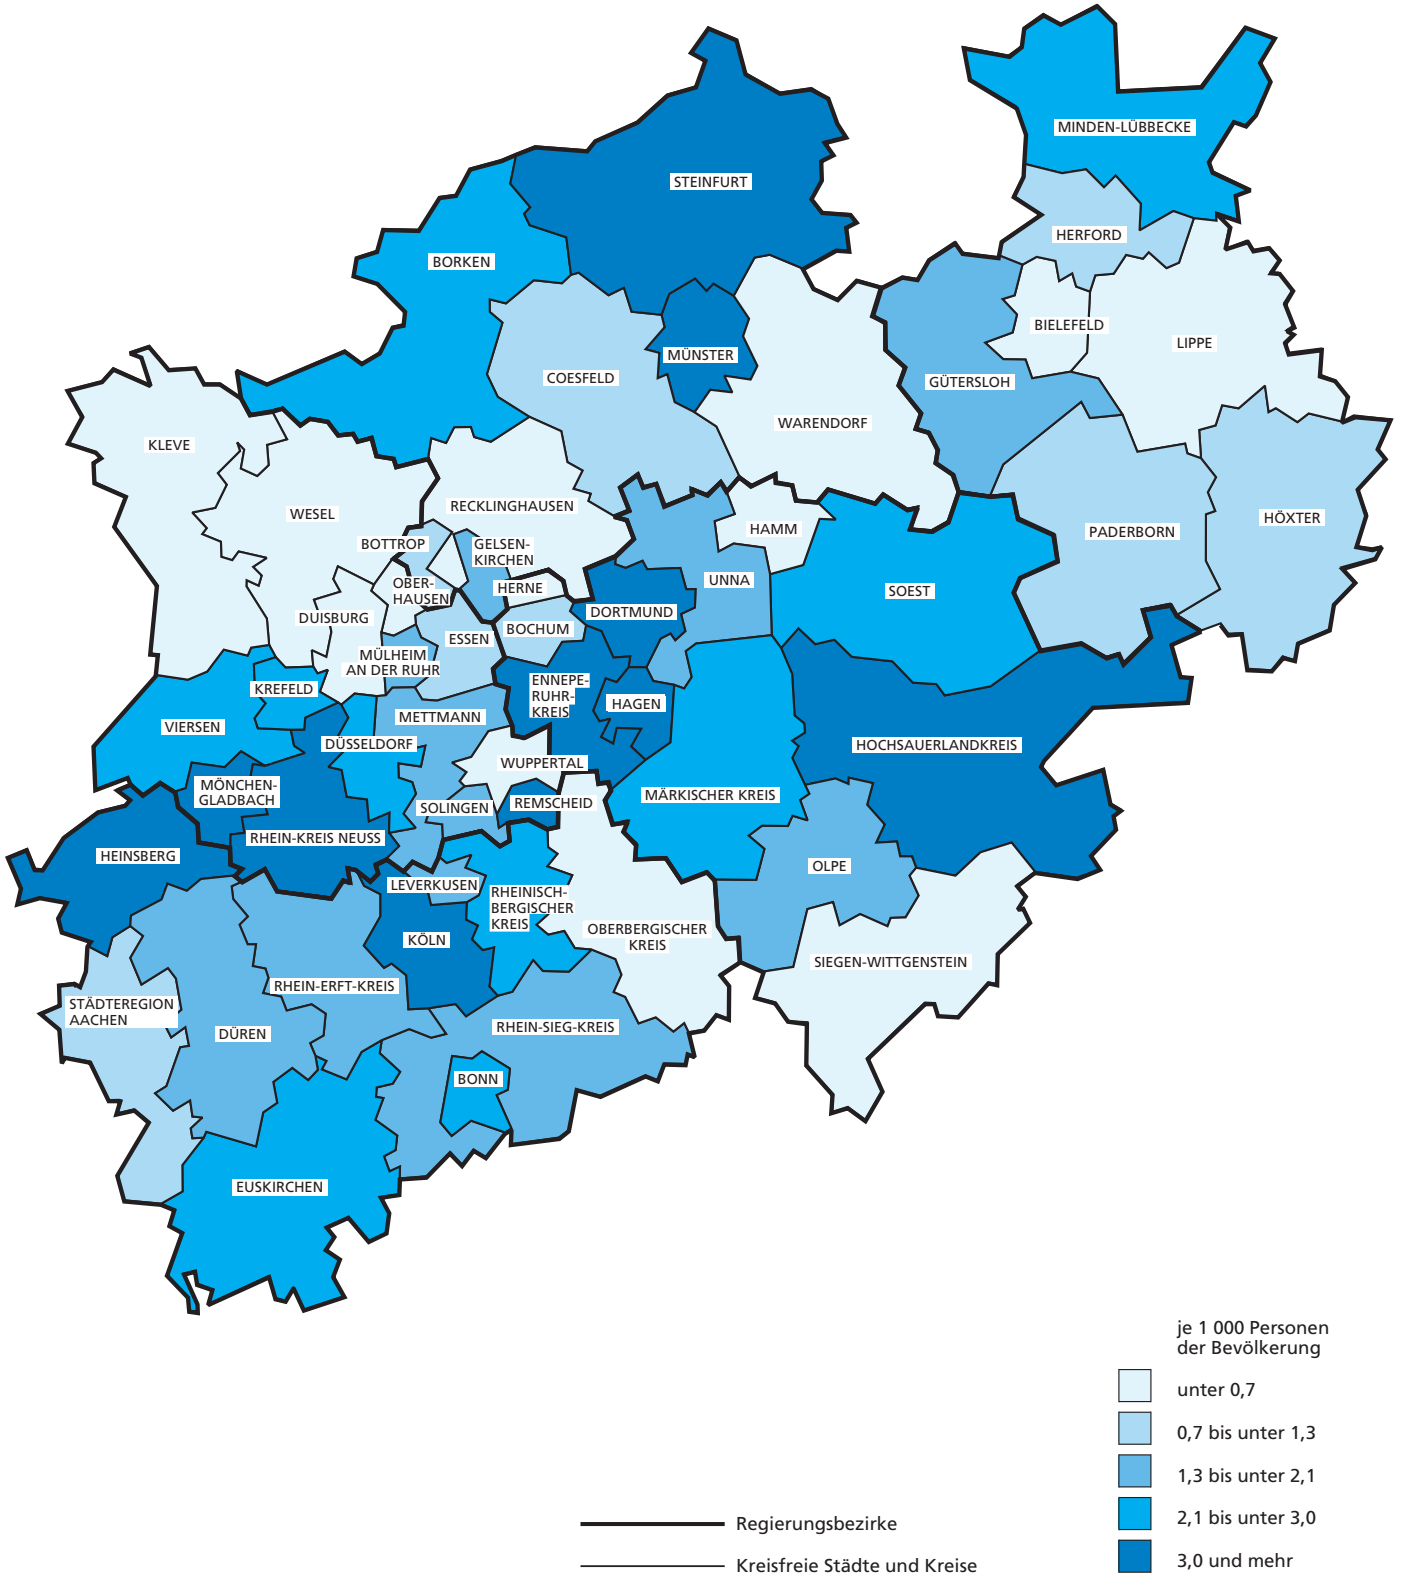 MINDEN-LÜBBECKE
STEINFURT
HERFORD
BORKEN
BIELEFELD
LIPPE
MÜNSTER
COESFELD
GÜTERSLOH
WARENDORF
KLEVE
RECKLINGHAUSEN
WESEL
HÖXTER
HAMM
PADERBORN
BOTTROP
GELSEN-
KIRCHEN
UNNA
OBER-
HAUSEN
HERNE
SOEST
DORTMUND
DUISBURG
BOCHUM
ESSEN
MÜLHEIM
AN DER RUHR
ENNEPE-
RUHR-
KREIS
KREFELD
HAGEN
METTMANN
VIERSEN
DÜSSELDORF
HOCHSAUERLANDKREIS
WUPPERTAL
MÖNCHEN-
GLADBACH
MÄRKISCHER KREIS
SOLINGEN
REMSCHEID
RHEIN-KREIS NEUSS
HEINSBERG
OLPE
LEVERKUSEN
RHEINISCH-
BERGISCHER
KREIS
OBERBERGISCHER
KREIS
KÖLN
SIEGEN-WITTGENSTEIN
RHEIN-ERFT-KREIS
STÄDTEREGION
AACHEN
RHEIN-SIEG-KREIS
DÜREN
BONN
EUSKIRCHEN
je 1 000 Personen
der Bevölkerung
unter 0,7
0,7 bis unter 1,3
1,3 bis unter 2,1
2,1 bis unter 3,0
3,0 und mehr
Regierungsbezirke
Kreisfreie Städte und Kreise